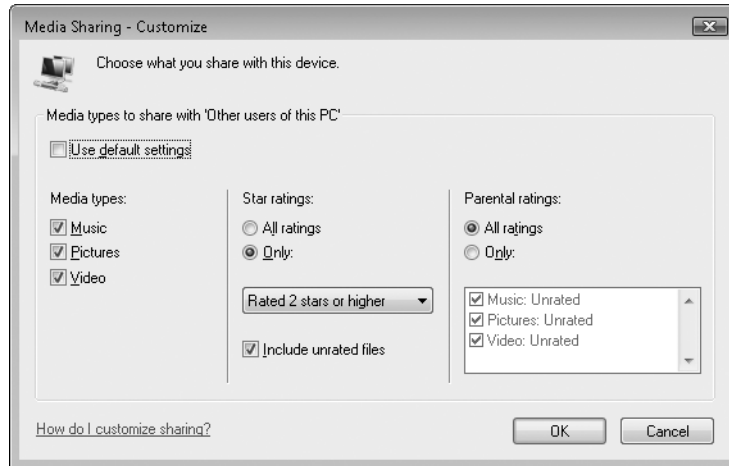 Media Sharing - Customize
Choose what you share with this device.
Media types to share with 'Other users of this PC'
Use default settings
Media types:
Music
Pictures
Video
Star ratings:
All ratings
Only:
Rated 2 stars or higher
Include unrated files
Parental ratings:
All ratings
Only:
Music: Unrated
Pictures: Unrated
Video: Unrated
How do I customize sharing?
OK
Cancel